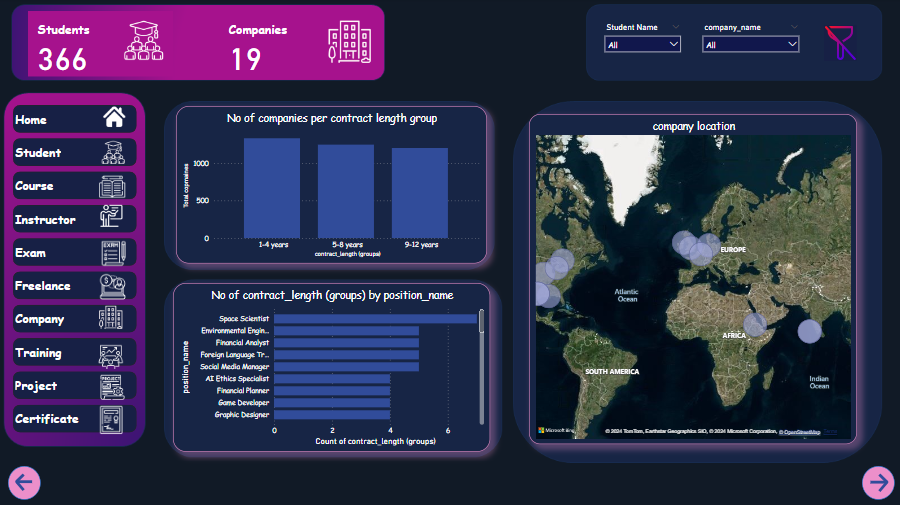 Students
366
Companies
19
Student Name
All
company_name
All
Home
Student
Course
Instructor
Exam
Freelance
Company
Training
Project
Certificate
No of companies per contract length group
Total copmaines
1000
500
0
1-4 years
5-8 years
9-12 years
contract_length (groups)
No of contract_length (groups) by position_name
position_name
Space Scientist
Environmental Engin...
Financial Analyst
Foreign Language Tr...
Social Media Manager
AI Ethics Specialist
Financial Planner
Game Developer
Graphic Designer
0
2
4
6
Count of contract_length (groups)
company location
EUROPE
Atlantic
Ocean
AFRICA
SOUTH AMERICA
Indian
Ocean
Microsoft Bing
© 2024 TomTom, Earthstar Geographics SIO, © 2024 Microsoft Corporation, © OpenStreetMap